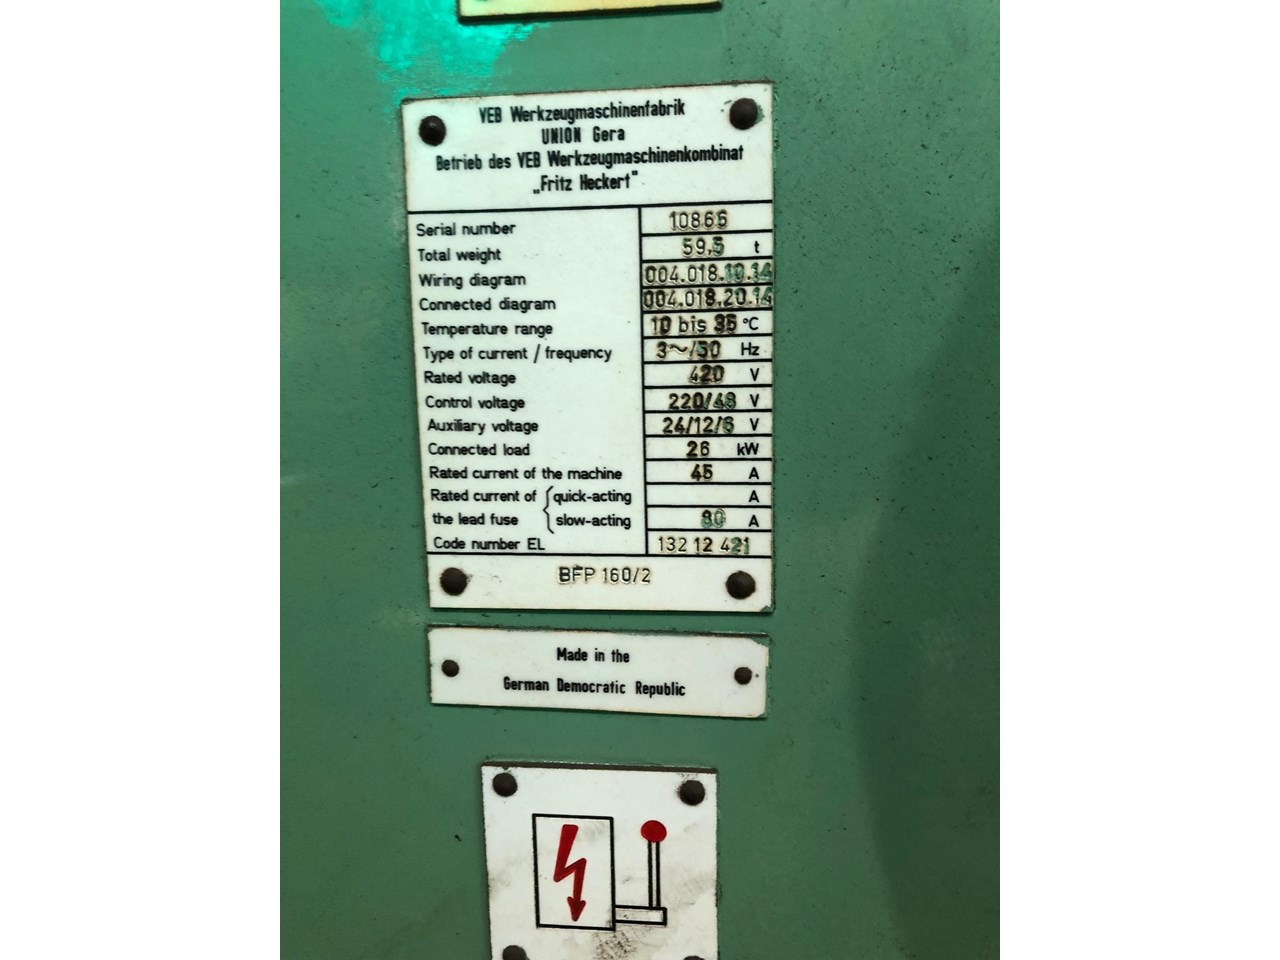 VEB Werkzeugmaschinenfabrik
UNION Gera
Betrieb des VEB Werkzeugmaschinenkombinat
„Fritz Heckert"
Serial number 10866
Total weight 59,5 t
Wiring diagram 004.018.10.14
Connected diagram 004.018.20.14
Temperature range 10 bis 35 °C
Type of current / frequency 3~/50 Hz
Rated voltage 420 V
Control voltage 220/48 V
Auxiliary voltage 24/12/6 V
Connected load 26 kW
Rated current of the machine 45 A
Rated current of { quick-acting A
the lead fuse slow-acting 80 A
Code number EL 132 12 421
BFP 160/2
Made in the
German Democratic Republic